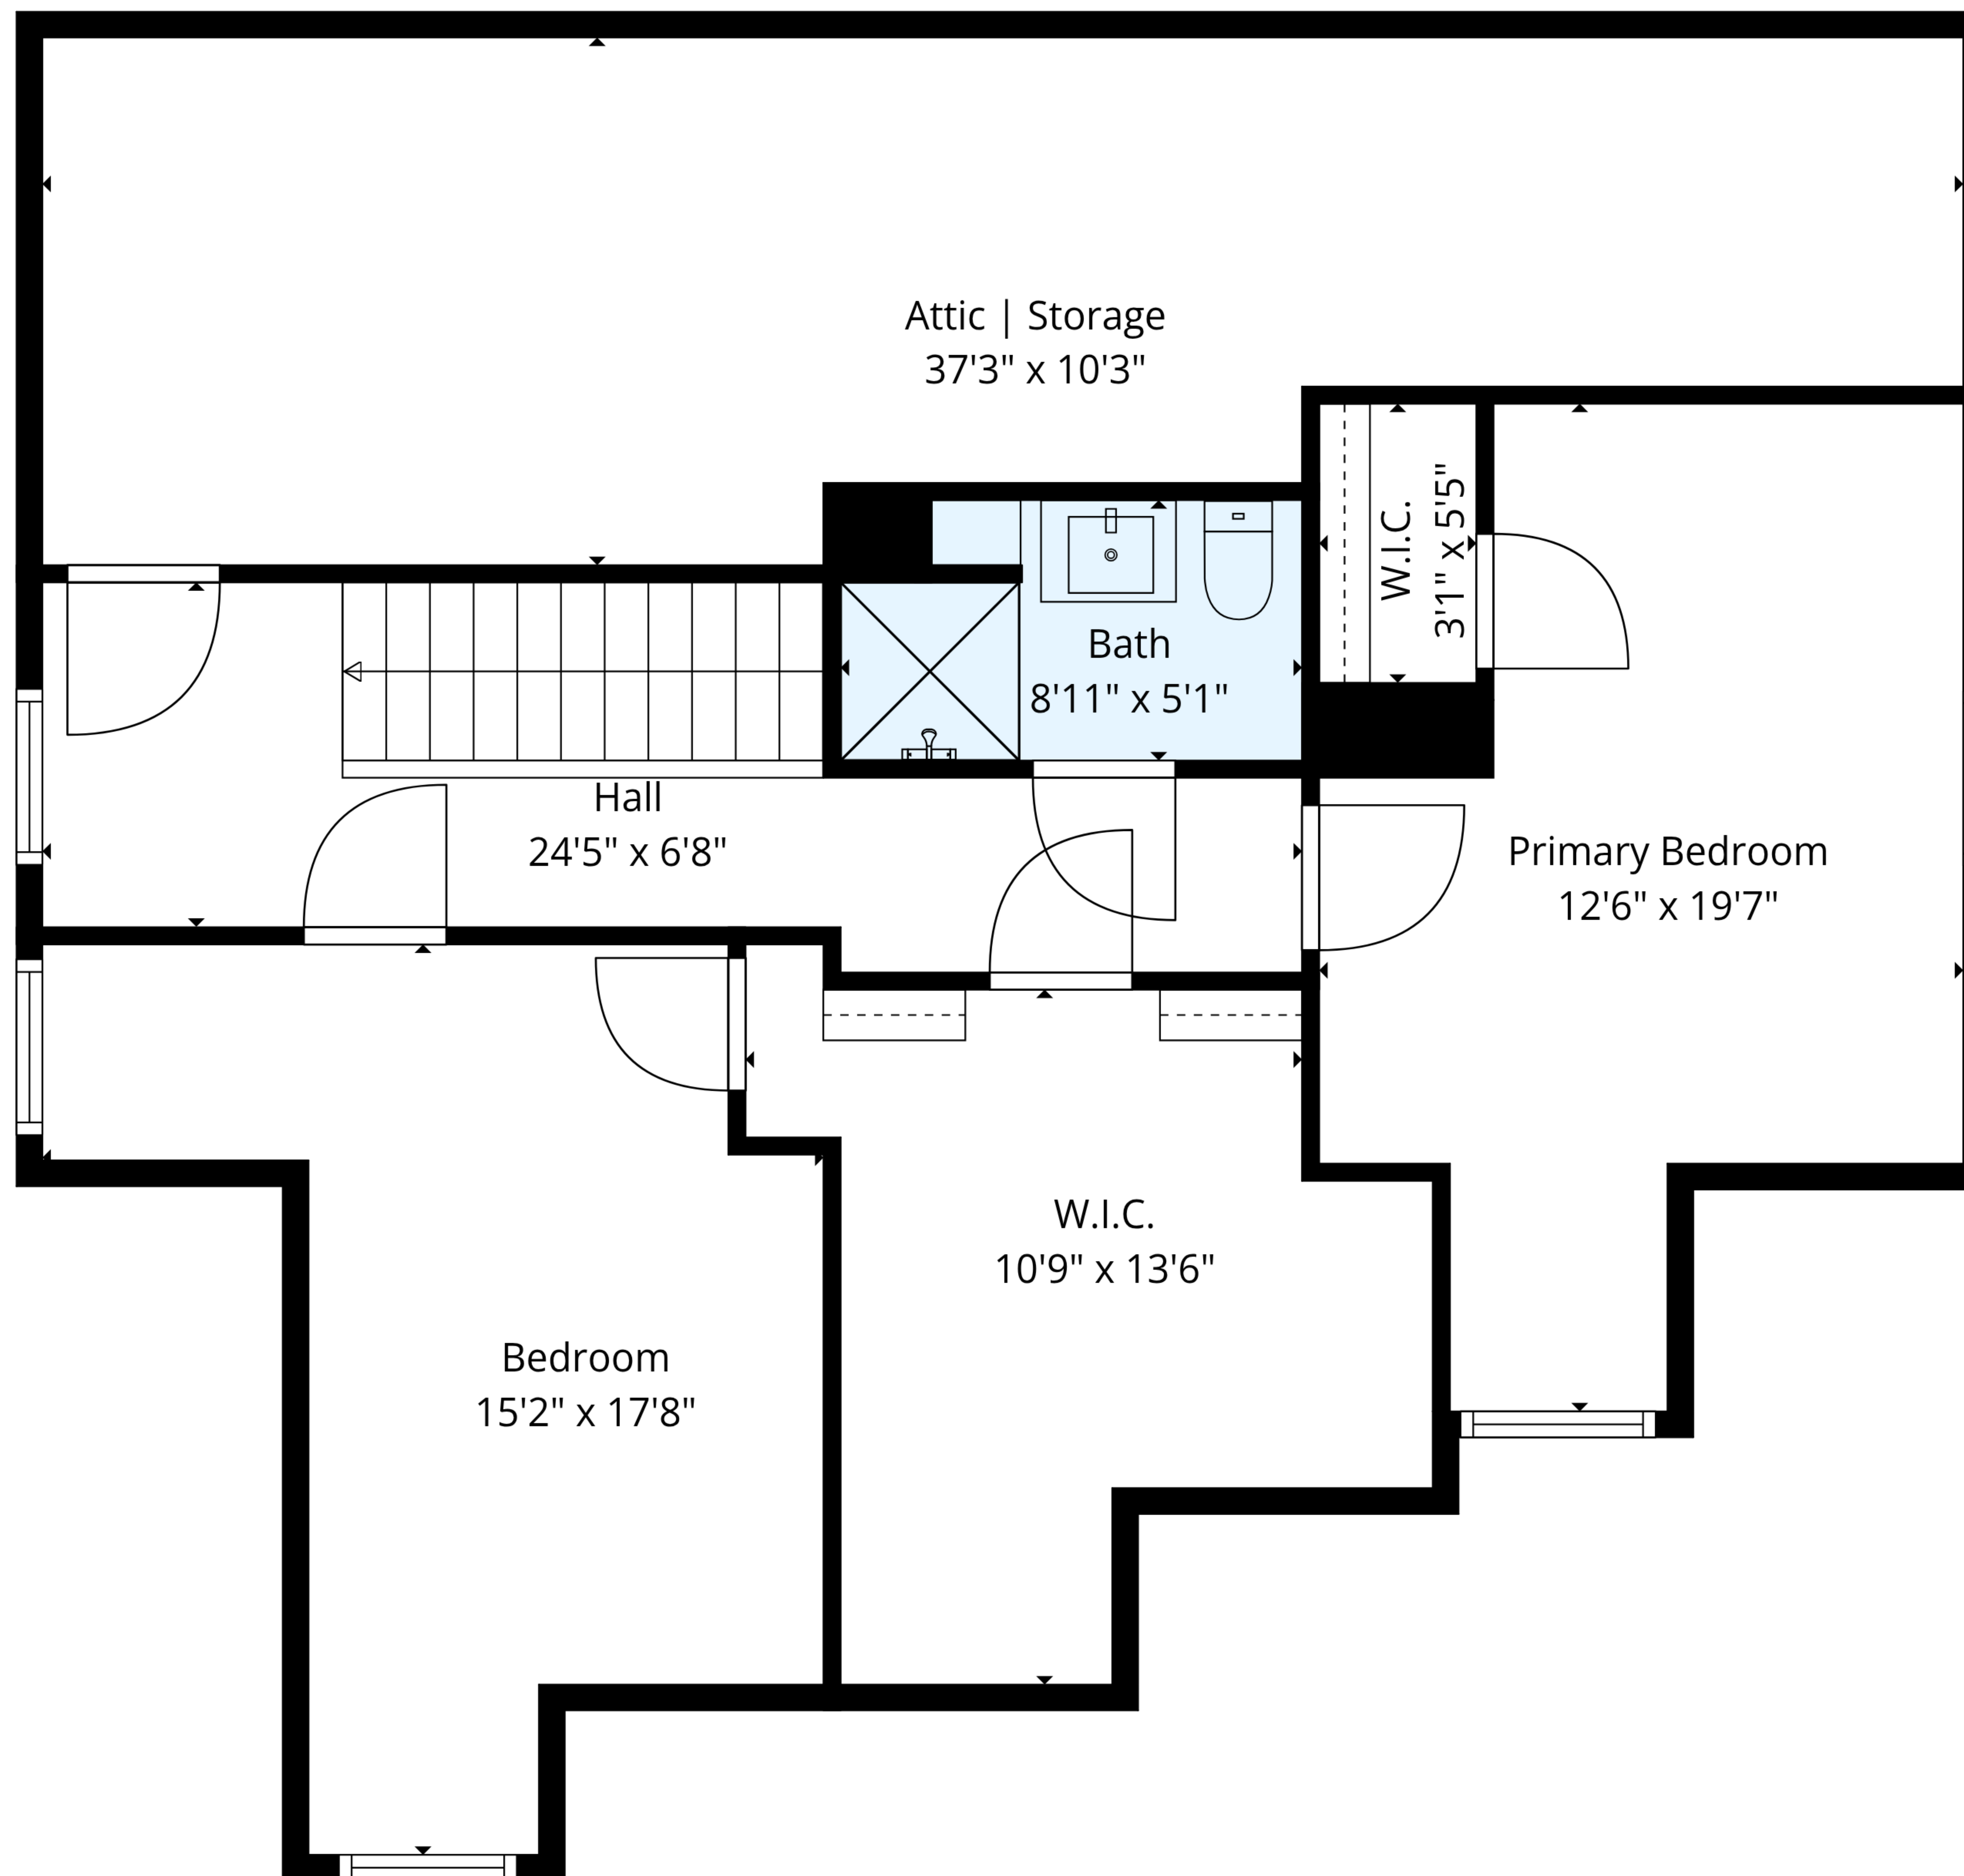 Attic | Storage
37'3" x 10'3"
W.I.C.
3'1" x 5'5"
Bath
8'11" x 5'1"
Hall
24'5" x 6'8"
Primary Bedroom
12'6" x 19'7"
W.I.C.
10'9" x 13'6"
Bedroom
15'2" x 17'8"